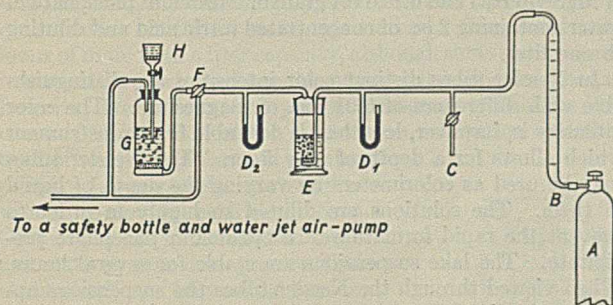 H
F
G
D₂
E
D₁
C
B
A
To a safety bottle and water jet air-pump